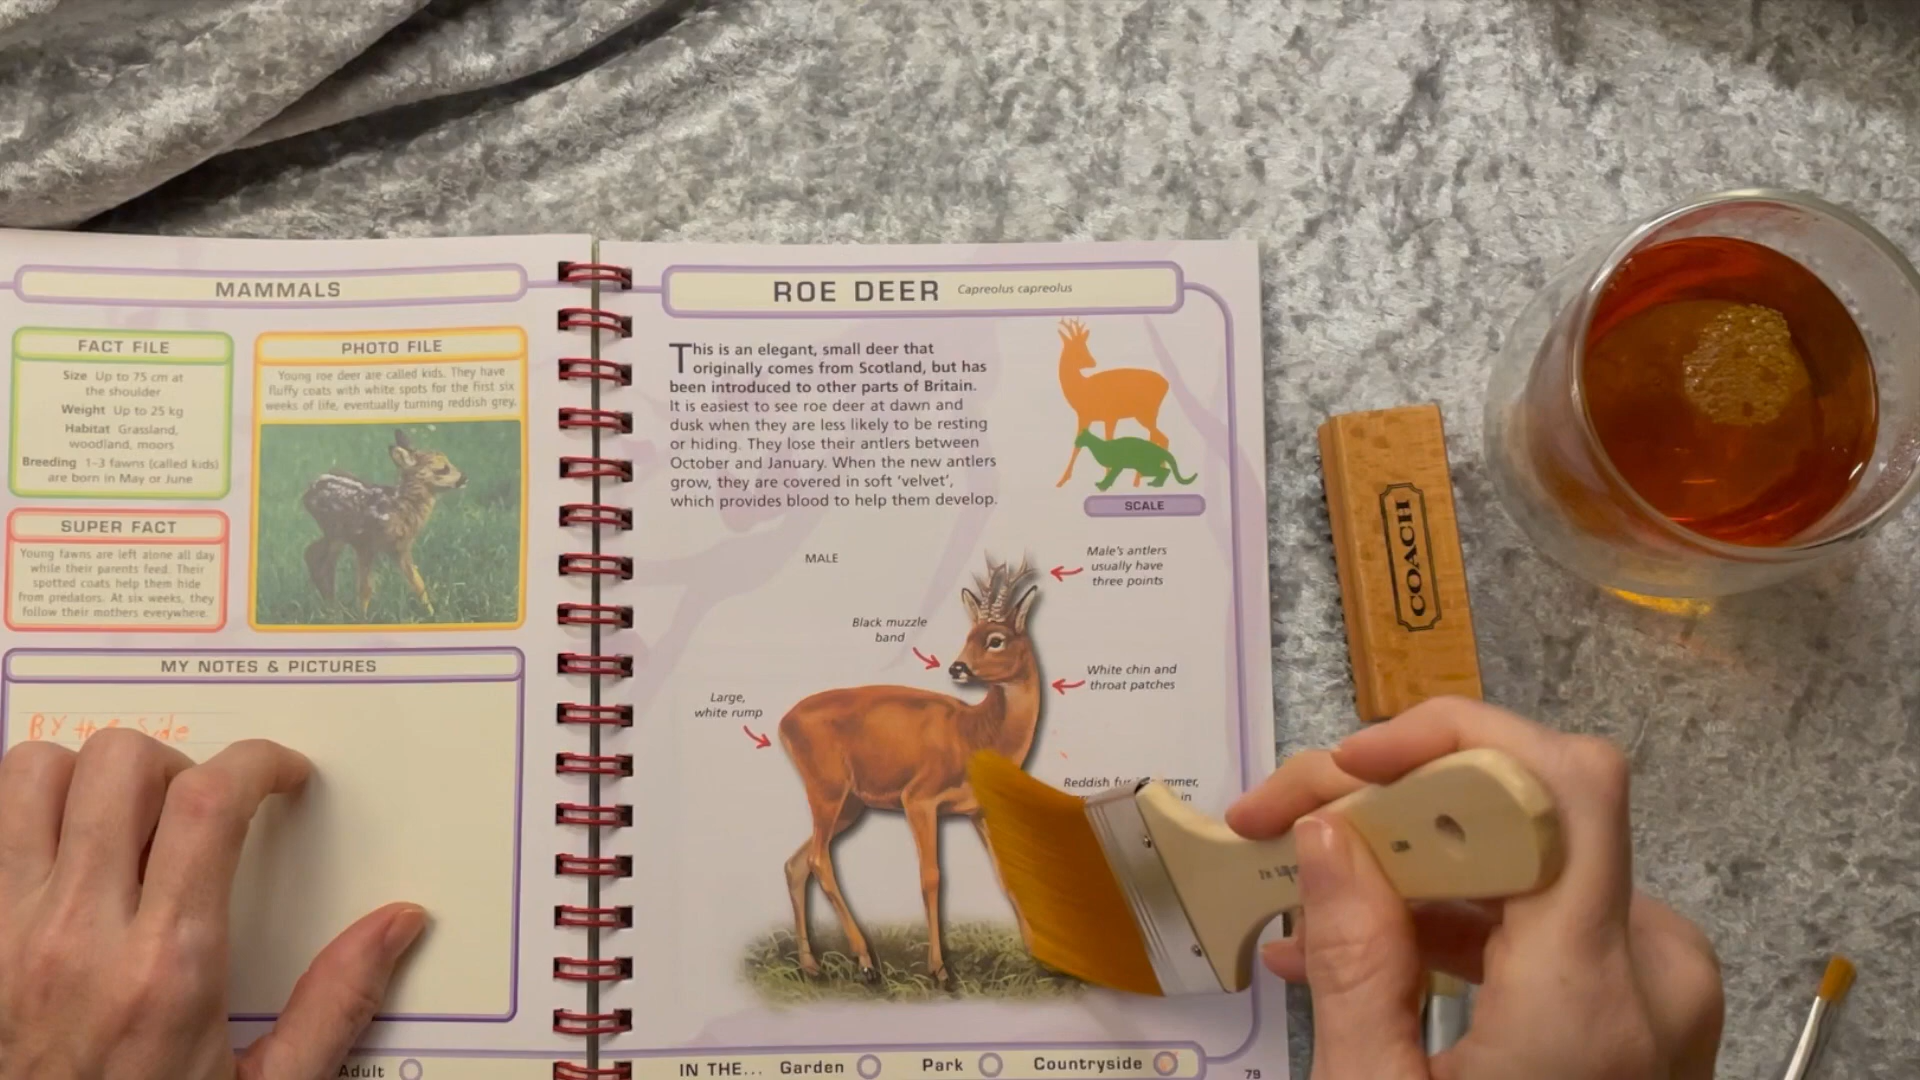 MAMMALS
FACT FILE
Size Up to 75 cm at
the shoulder
Weight Up to 25 kg
Habitat Grassland,
woodland, moors
Breeding 1–3 fawns (called kids)
are born in May or June
SUPER FACT
Young fawns are left alone all day
while their parents feed. Their
spotted coats help them hide
from predators. At six weeks, they
follow their mothers everywhere.
PHOTO FILE
Young roe deer are called kids. They have
fluffy coats with white spots for the first six
weeks of life, eventually turning reddish grey.
MY NOTES & PICTURES
BY the side
Adult
ROE DEER Capreolus capreolus
This is an elegant, small deer that
originally comes from Scotland, but has
been introduced to other parts of Britain.
It is easiest to see roe deer at dawn and
dusk when they are less likely to be resting
or hiding. They lose their antlers between
October and January. When the new antlers
grow, they are covered in soft ‘velvet’,
which provides blood to help them develop.
SCALE
MALE
Male's antlers
usually have
three points
Black muzzle
band
White chin and
throat patches
Large,
white rump
Reddish
in
IN THE... Garden Park Countryside
79
COACH